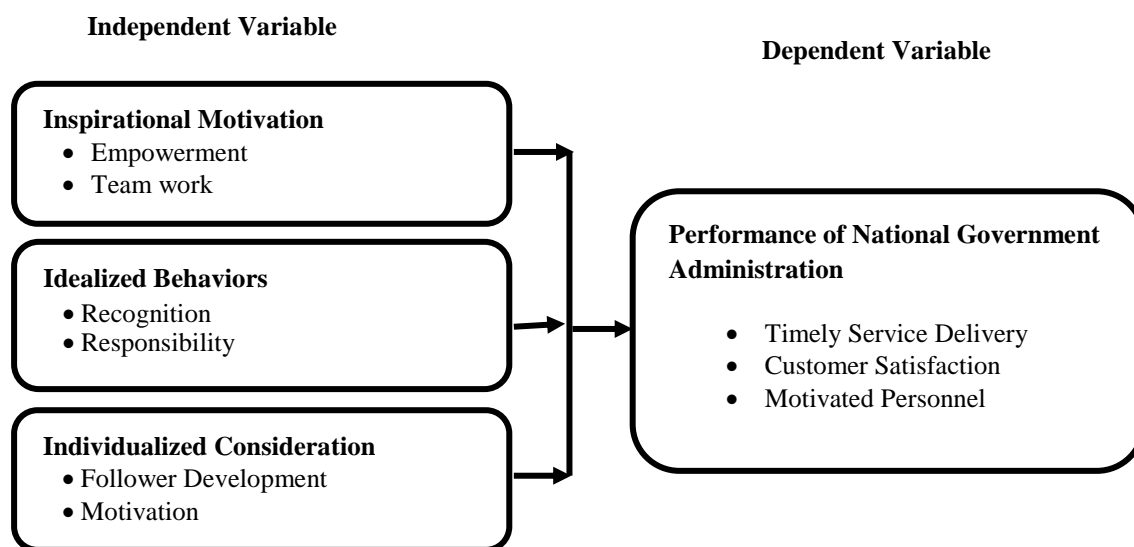 Independent Variable
Dependent Variable
Inspirational Motivation
• Empowerment
• Team work
Idealized Behaviors
• Recognition
• Responsibility
Individualized Consideration
• Follower Development
• Motivation
Performance of National Government
Administration
• Timely Service Delivery
• Customer Satisfaction
• Motivated Personnel